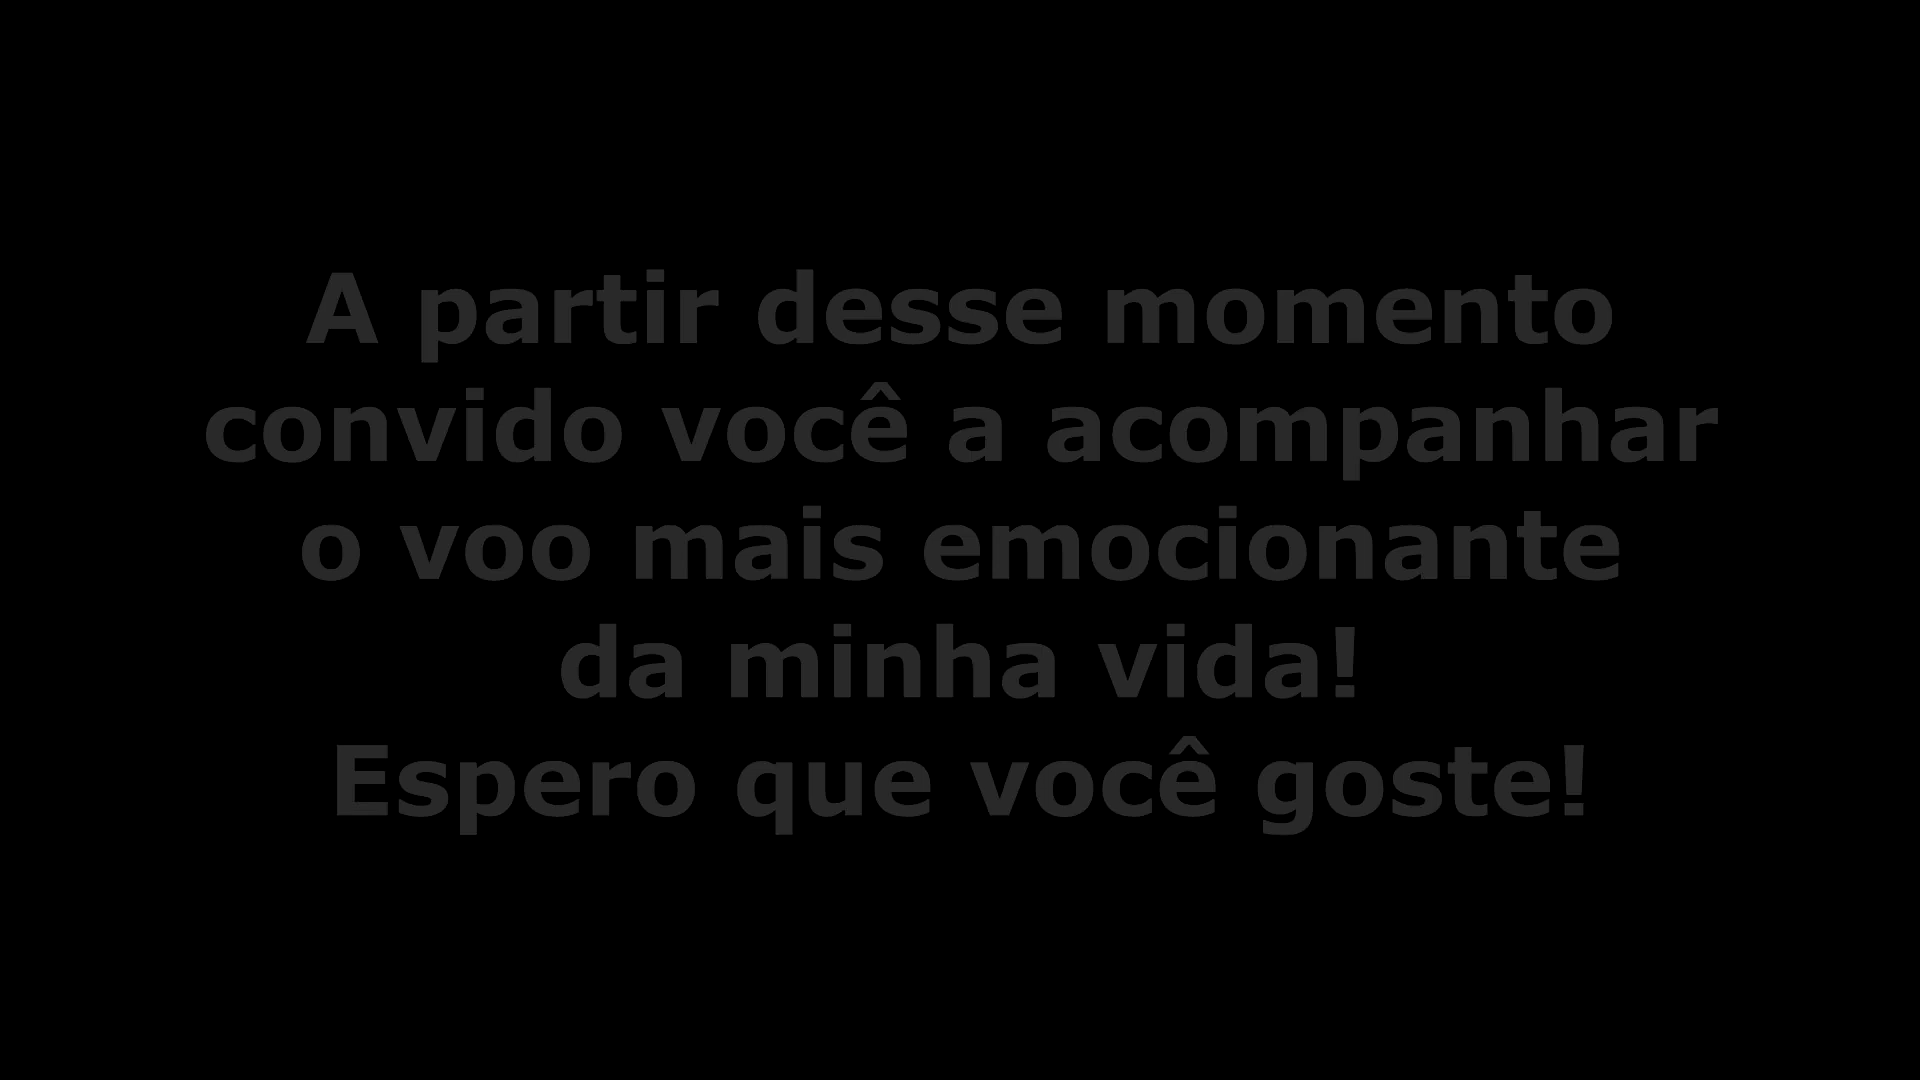 A partir desse momento
convido você a acompanhar
o voo mais emocionante
da minha vida!
Espero que você goste!